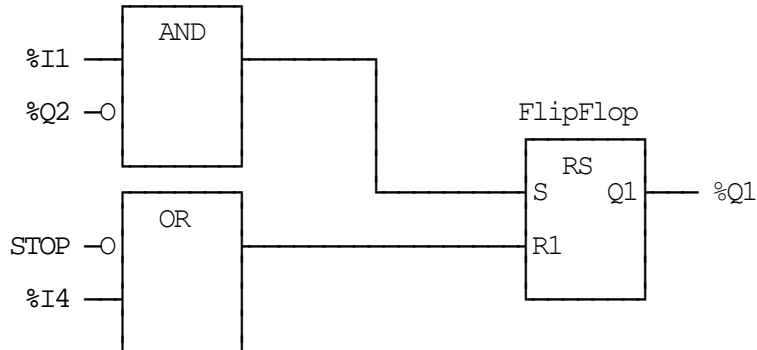 AND
%I1
%Q2
FlipFlop
RS
S Q1 %Q1
OR
STOP
R1
%I4